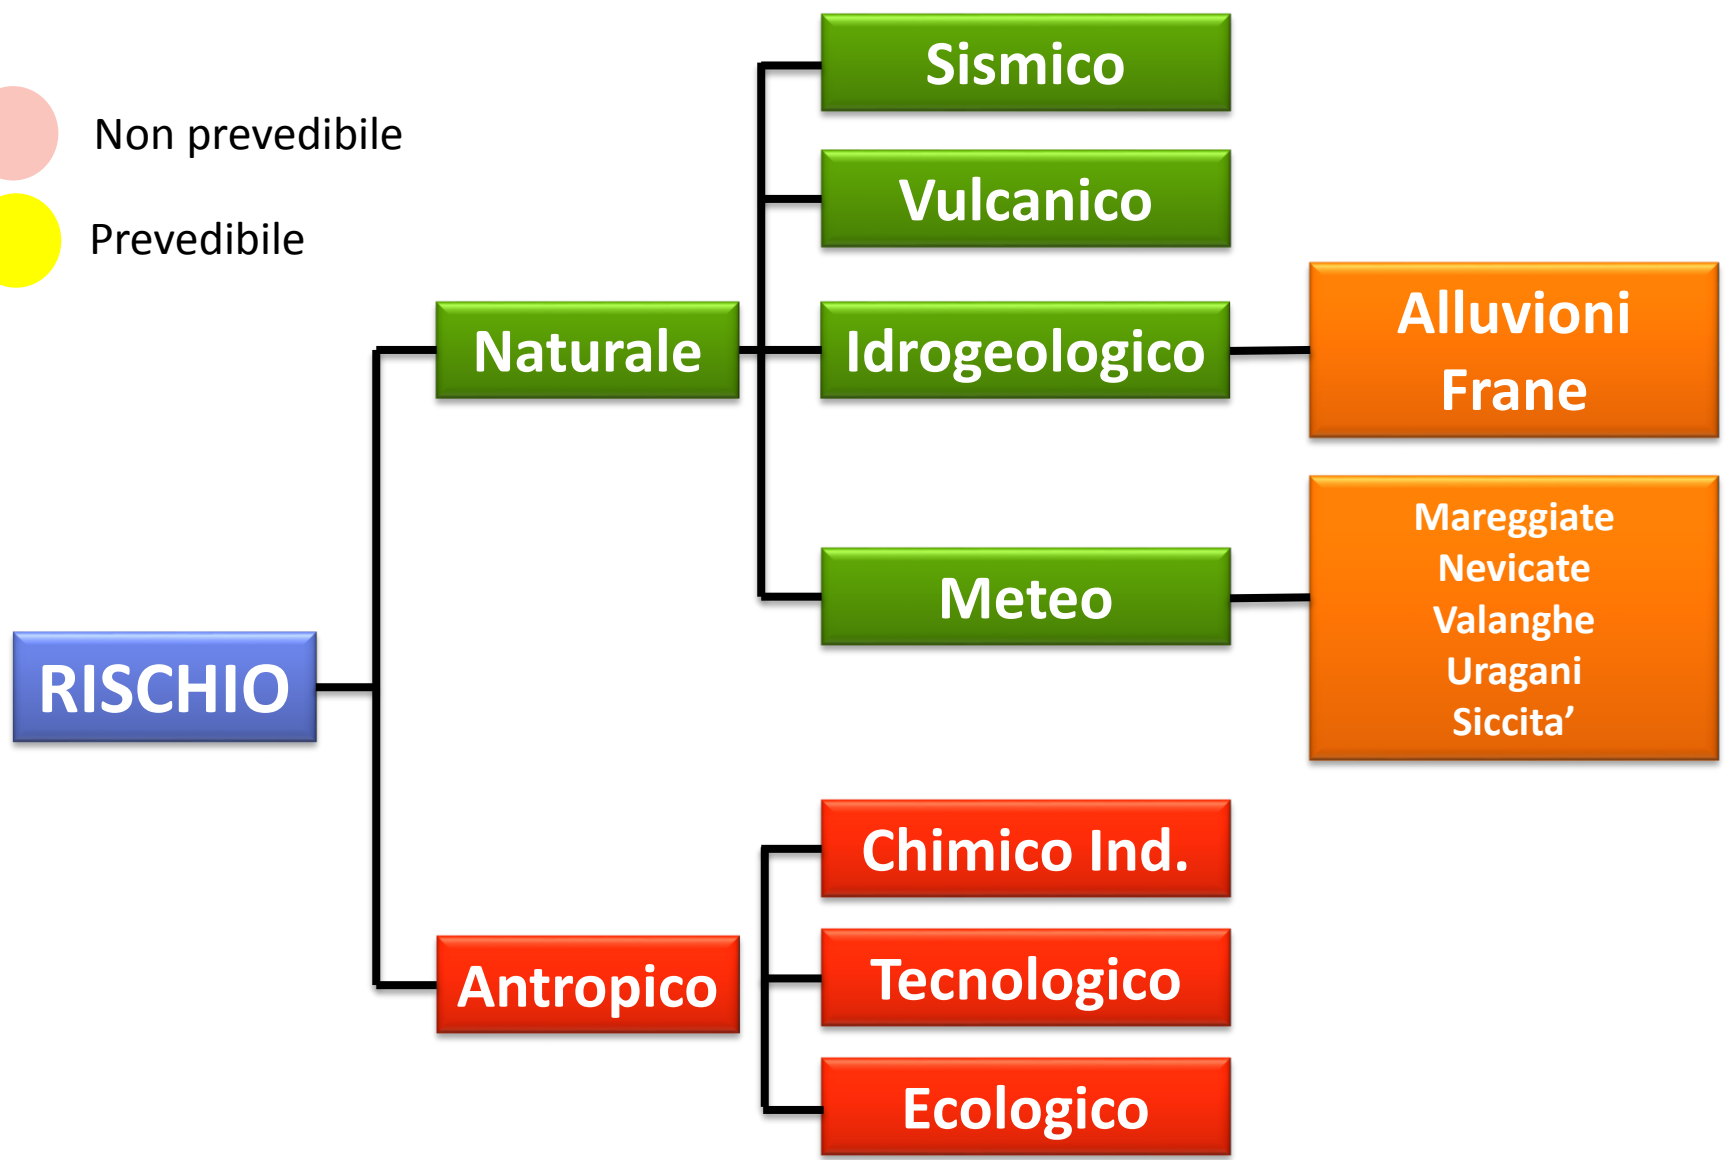 Non prevedibile
Prevedibile
RISCHIO
Naturale
Sismico
Vulcanico
Idrogeologico
Alluvioni
Frane
Meteo
Mareggiate
Nevicate
Valanghe
Uragani
Siccita’
Antropico
Chimico Ind.
Tecnologico
Ecologico